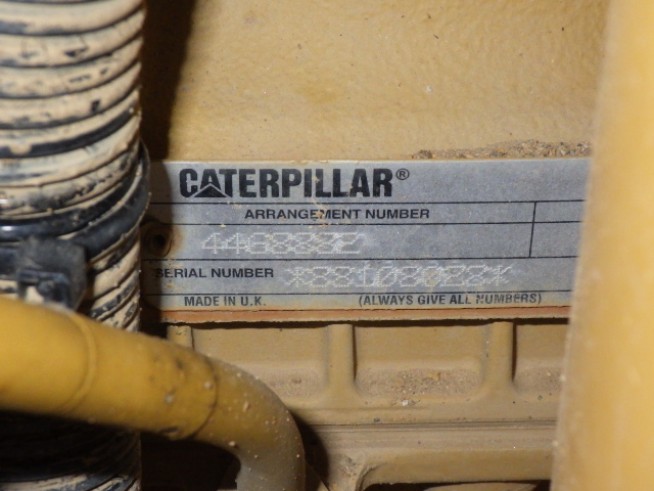 CATERPILLAR®
ARRANGEMENT NUMBER
SERIAL NUMBER
MADE IN U.K. (ALWAYS GIVE ALL NUMBERS)